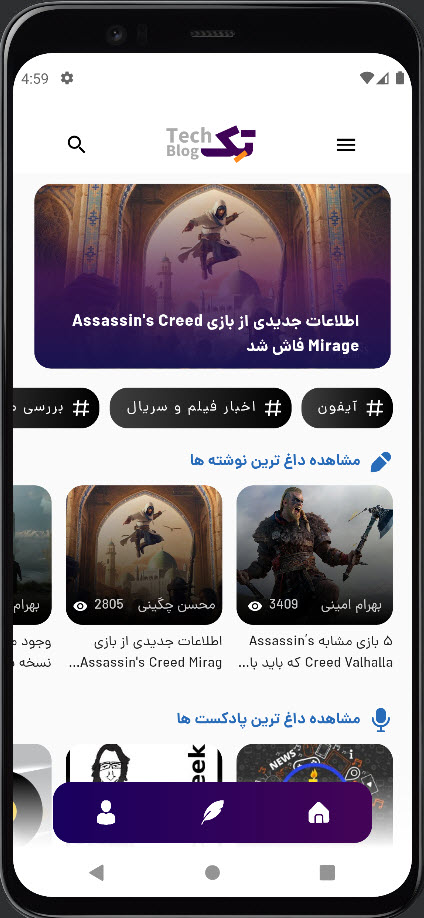 4:59
Tech
Blog تک
اطلاعات جدیدی از بازی Assassin's Creed
Mirage فاش شد
# آیفون
# اخبار فیلم و سریال
# بررسی
مشاهده داغ ترین نوشته ها
بهرام امینی 3409
محسن چگینی 2805
بهرام
۵ بازی مشابه Assassin's
Creed Valhalla که باید با...
اطلاعات جدیدی از بازی
Assassin's Creed Mirag...
وجود
نسخه
مشاهده داغ ترین پادکست ها
NEWS
eek